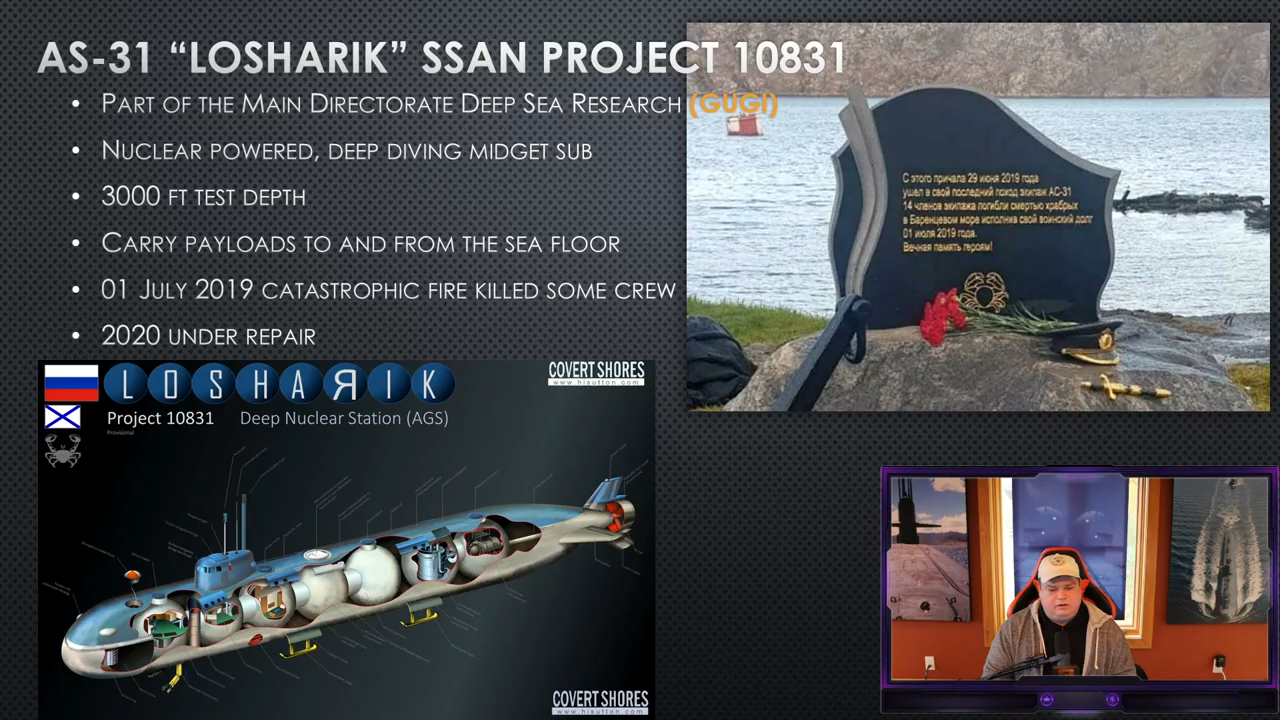 AS-31 “LOSHARIK” SSAN PROJECT 10831
• PART OF THE MAIN DIRECTORATE DEEP SEA RESEARCH (GUGI)
• NUCLEAR POWERED, DEEP DIVING MIDGET SUB
• 3000 FT TEST DEPTH
• CARRY PAYLOADS TO AND FROM THE SEA FLOOR
• 01 JULY 2019 CATASTROPHIC FIRE KILLED SOME CREW
• 2020 UNDER REPAIR
С этого причала 29 июня 2019 года
ушел в свой последний поход экипаж АС-31
14 членов экипажа погибли смертью храбрых
в Баренцевом море исполнив свой воинский долг
01 июля 2019 года.
Вечная память героям!
LOSHAЯIK
COVERT SHORES
www.hisutton.com
Project 10831 Deep Nuclear Station (AGS)
Provisional
COVERT SHORES
www.hisutton.com